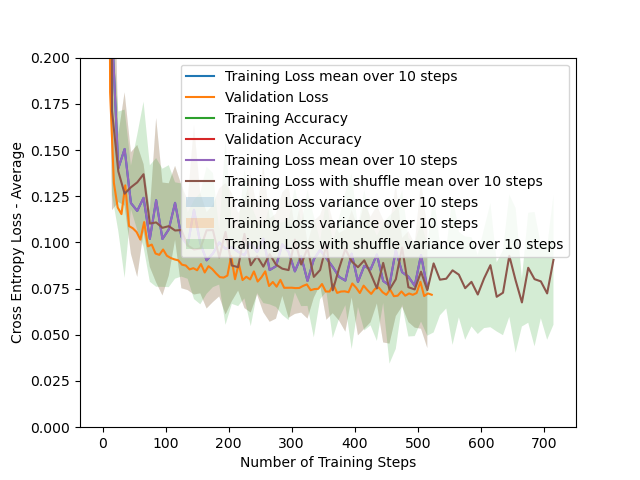 0.200
0.175
0.150
0.125
0.100
0.075
0.050
0.025
0.000
Cross Entropy Loss - Average
Training Loss mean over 10 steps
Validation Loss
Training Accuracy
Validation Accuracy
Training Loss mean over 10 steps
Training Loss with shuffle mean over 10 steps
Training Loss variance over 10 steps
Training Loss variance over 10 steps
Training Loss with shuffle variance over 10 steps
0 100 200 300 400 500 600 700
Number of Training Steps